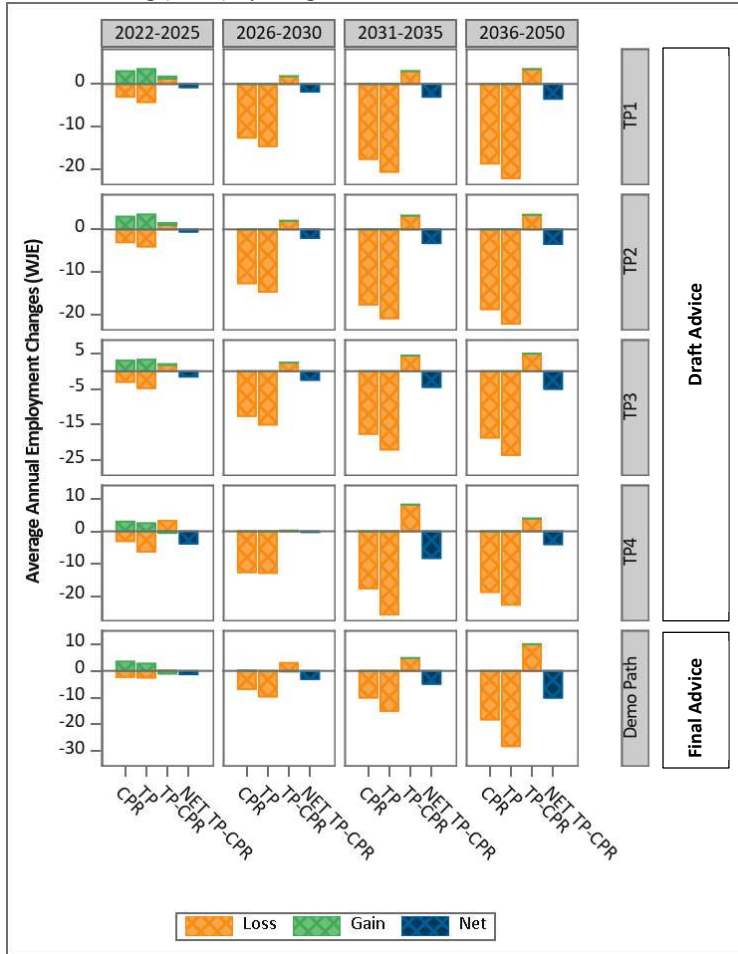 2022-2025 2026-2030 2031-2035 2036-2050
0
-10
-20
TP1
0
-10
-20
TP2
5
-5
-15
-25
TP3
10
0
-10
-20
TP4
10
0
-10
-20
-30
Demo Path
Average Annual Employment Changes (WJE)
Draft Advice
Final Advice
CPR TP TP-CPR NET TP-CPR CPR TP TP-CPR NET TP-CPR CPR TP TP-CPR NET TP-CPR CPR TP TP-CPR NET TP-CPR
Loss Gain Net